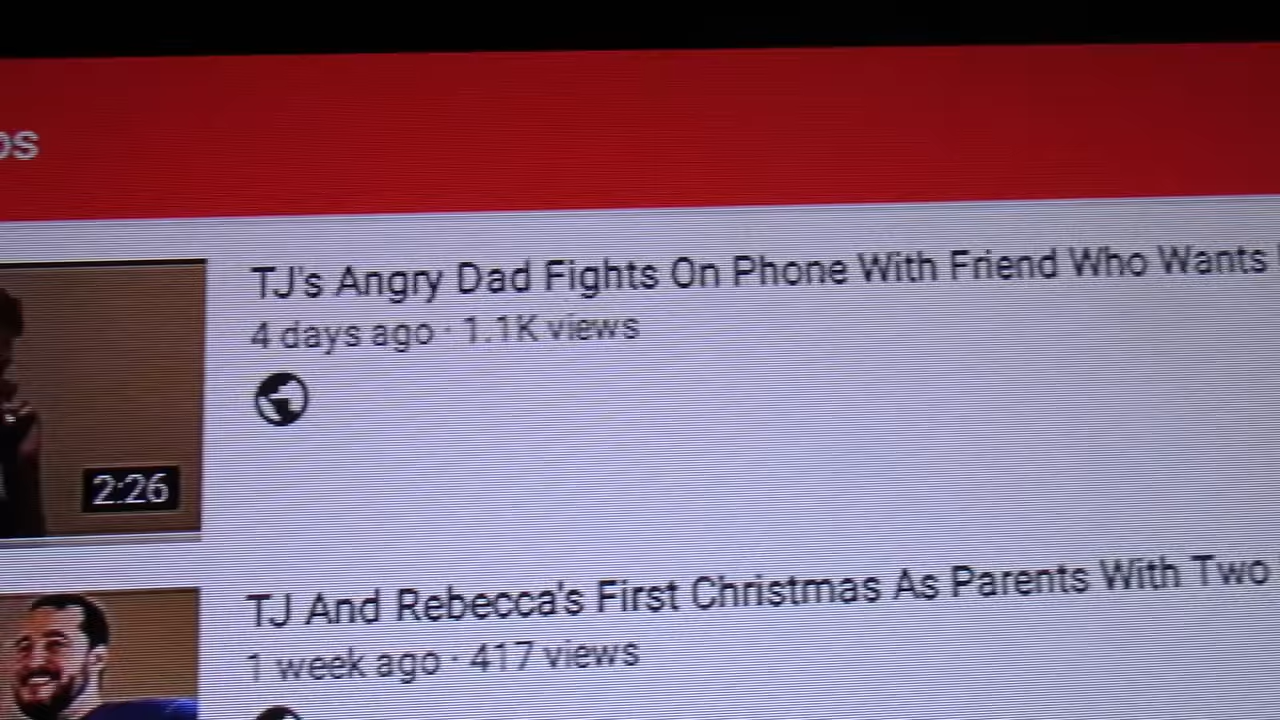 os
TJ's Angry Dad Fights On Phone With Friend Who Wants
4 days ago · 1.1K views
2:26
TJ And Rebecca's First Christmas As Parents With Two
1 week ago · 417 views